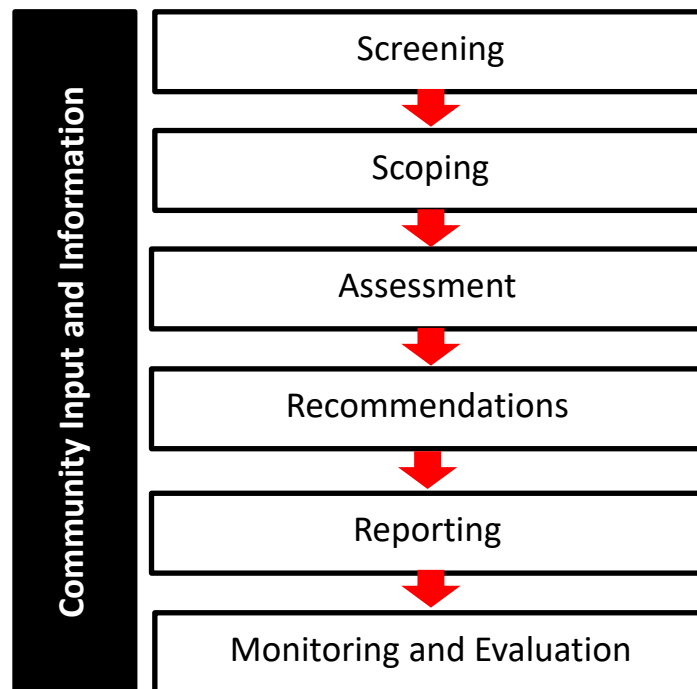 Community Input and Information
Screening
Scoping
Assessment
Recommendations
Reporting
Monitoring and Evaluation